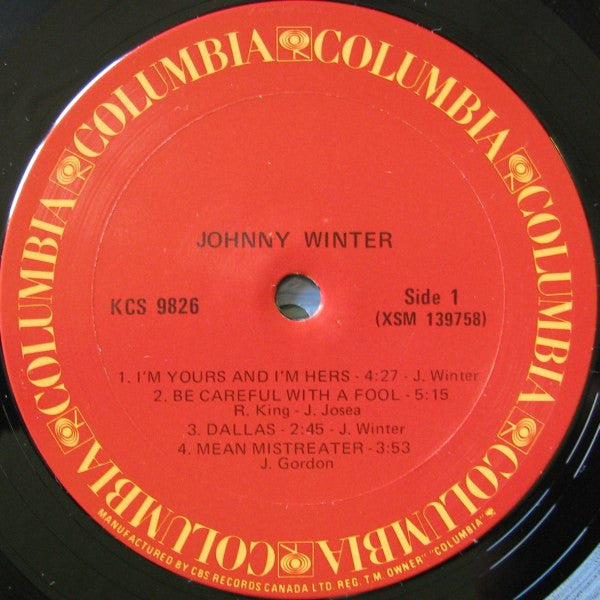 COLUMBIA COLUMBIA COLUMBIA COLUMBIA COLUMBIA COLUMBIA
JOHNNY WINTER
KCS 9826
Side 1
(XSM 139758)
1. I'M YOURS AND I'M HERS - 4:27 - J. Winter
2. BE CAREFUL WITH A FOOL - 5:15
R. King - J. Josea
3. DALLAS - 2:45 - J. Winter
4. MEAN MISTREATER - 3:53
J. Gordon
MANUFACTURED BY CBS RECORDS CANADA LTD. REG. T.M. OWNER "COLUMBIA"